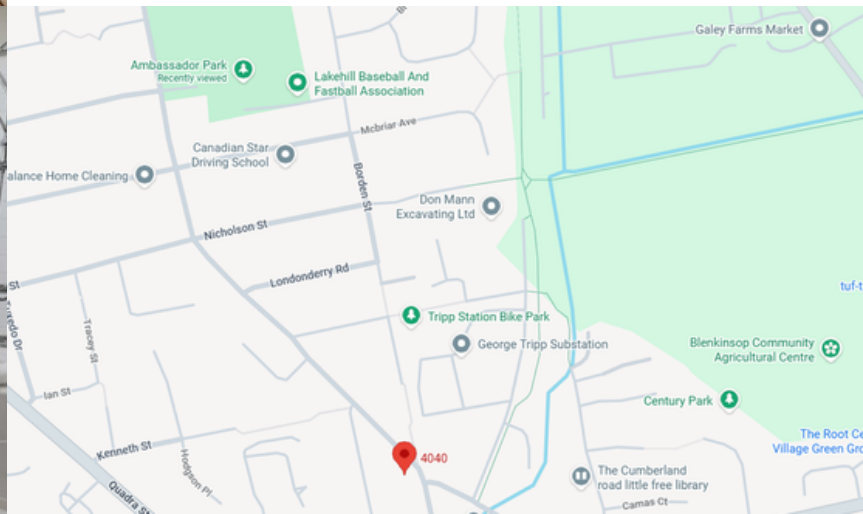 Galey Farms Market
Ambassador Park
Recently viewed
Lakehill Baseball And
Fastball Association
Mcbriar Ave
Canadian Star
Driving School
alance Home Cleaning
Borden St
Don Mann
Excavating Ltd
Nicholson St
Londonderry Rd
St
tuf-t
Tripp Station Bike Park
Tracey St
George Tripp Substation
Blenkinsop Community
Agricultural Centre
Ian St
Century Park
The Root Ce
Village Green Gro
Kenneth St
4040
Hodgson Pl
The Cumberland
road little free library
Quadra St
Camas Ct